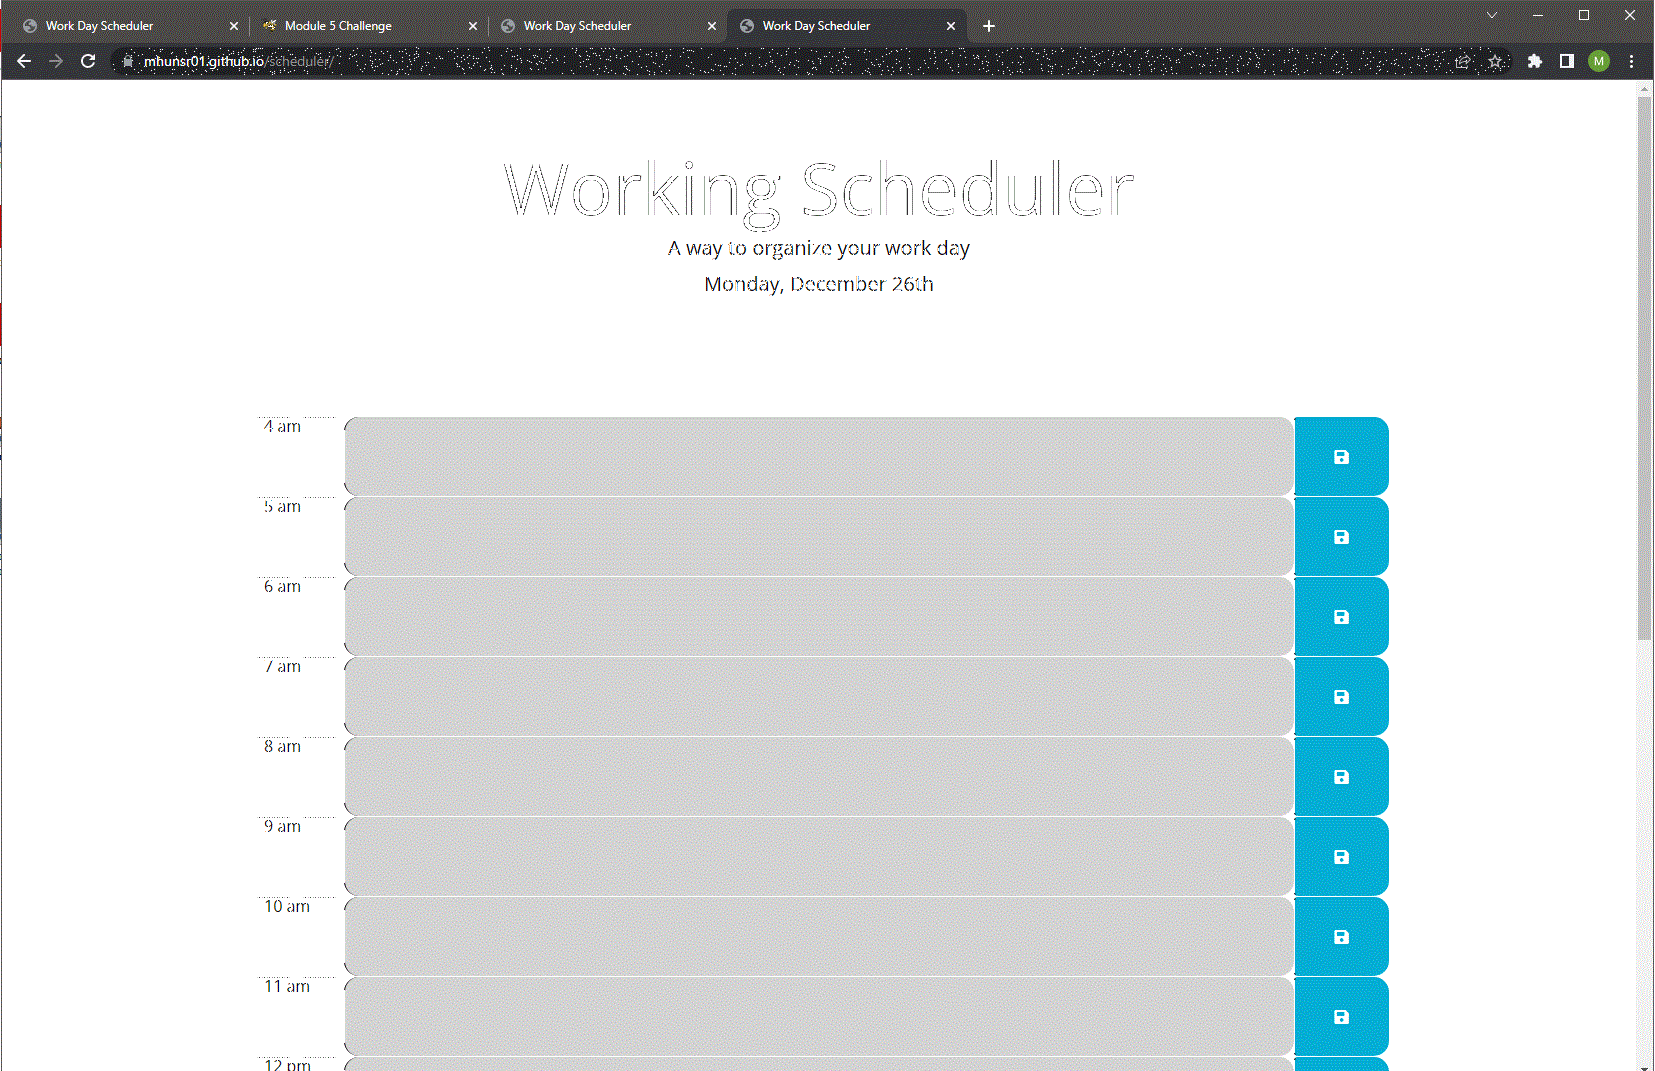 Work Day Scheduler
Module 5 Challenge
Work Day Scheduler
Work Day Scheduler
mhunsr01.github.io/scheduler/
M
Working Scheduler
A way to organize your work day
Monday, December 26th
4 am
5 am
6 am
7 am
8 am
9 am
10 am
11 am
12 pm